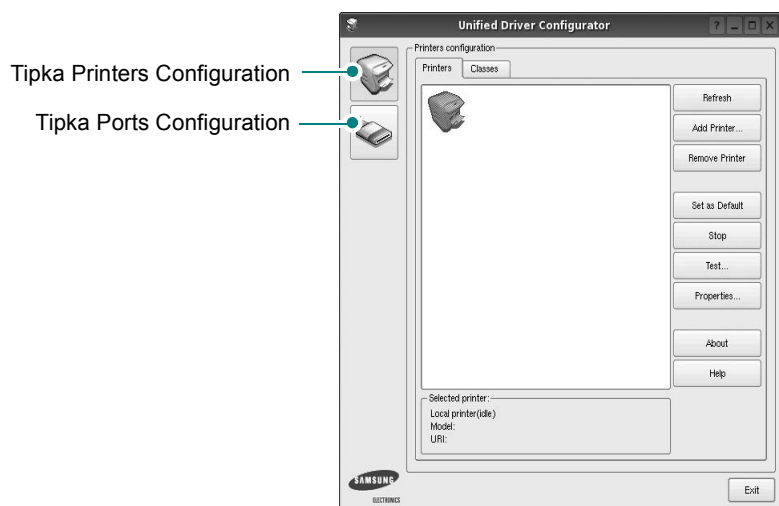 Unified Driver Configurator
Tipka Printers Configuration
Tipka Ports Configuration
Printers configuration
Printers
Classes
Refresh
Add Printer...
Remove Printer
Set as Default
Stop
Test...
Properties...
About
Help
Selected printer:
Local printer(idle)
Model:
URI:
SAMSUNG
ELECTRONICS
Exit